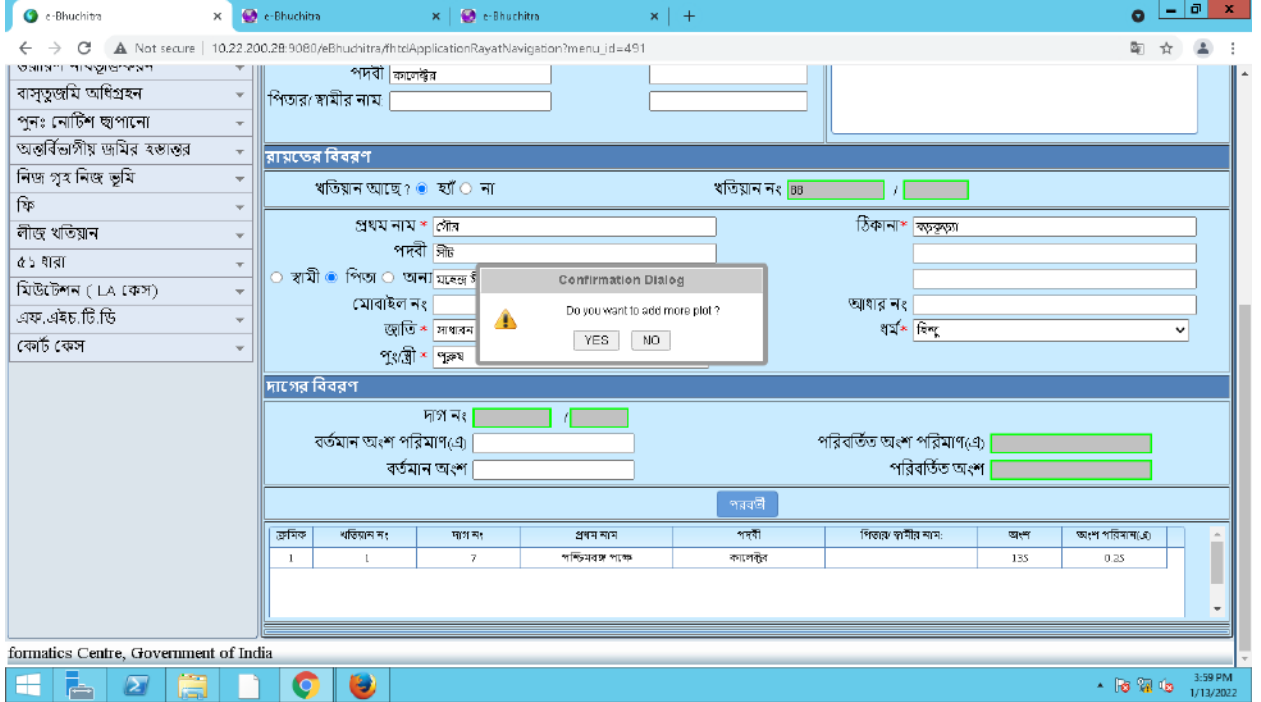 e-Bhuchitra × e-Bhuchitra × e-Bhuchitra × +
Not secure | 10.22.200.28:9080/eBhuchitra/fhtdApplicationRayatNavigation?menu_id=491
পদবী কালেক্টর
বাস্তুজমি অধিগ্রহন
পিতার/ স্বামীর নাম
পুনঃ নোটিশ ছাপানো
অন্তর্বিভাগীয় জমির হস্তান্তর
রায়তের বিবরণ
নিজ গৃহ নিজ ভূমি
খতিয়ান আছে ? হ্যাঁ না খতিয়ান নং 88 /
ফি
লীজ খতিয়ান
প্রথম নাম * গৌর ঠিকানা*
৫১ ধারা
পদবী সীট
স্বামী পিতা অন্য মহেন্দ্র
মিউটেশন ( LA কেস)
মোবাইল নং আধার নং
এফ.এইচ.টি.ডি
জাতি * সাধারন ধর্ম* হিন্দু
কোর্ট কেস
পুং/স্ত্রী * পুরুষ
Confirmation Dialog
Do you want to add more plot ?
YES NO
দাগের বিবরণ
দাগ নং /
বর্তমান অংশ পরিমাণ(এ) পরিবর্তিত অংশ পরিমাণ(এ)
বর্তমান অংশ পরিবর্তিত অংশ
পরবর্তী
ক্রমিক খতিয়ান নং দাগ নং প্রথম নাম পদবী পিতার/ স্বামীর নাম: অংশ অংশ পরিমান(এ)
1 1 7 পশ্চিমবঙ্গ পক্ষে কালেক্টর 135 0.25
formatics Centre, Government of India
3:59 PM
1/13/2022